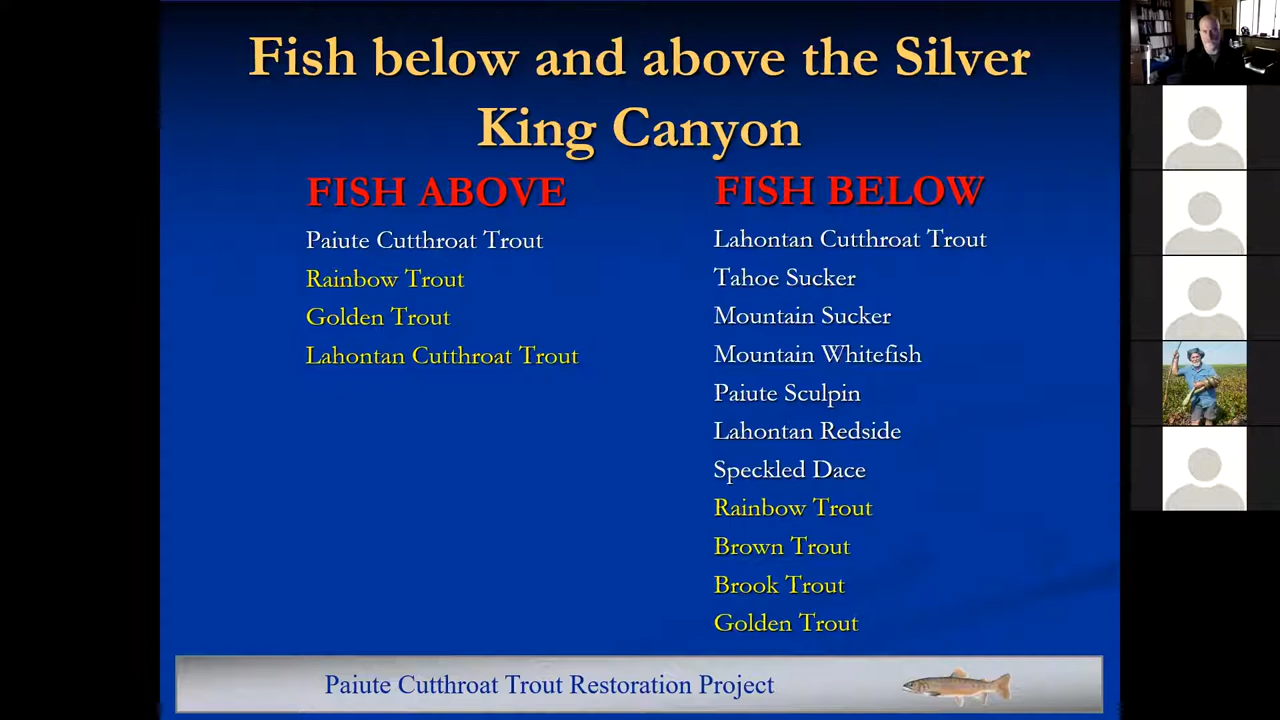 Fish below and above the Silver
King Canyon
FISH ABOVE
Paiute Cutthroat Trout
Rainbow Trout
Golden Trout
Lahontan Cutthroat Trout
FISH BELOW
Lahontan Cutthroat Trout
Tahoe Sucker
Mountain Sucker
Mountain Whitefish
Paiute Sculpin
Lahontan Redside
Speckled Dace
Rainbow Trout
Brown Trout
Brook Trout
Golden Trout
Paiute Cutthroat Trout Restoration Project